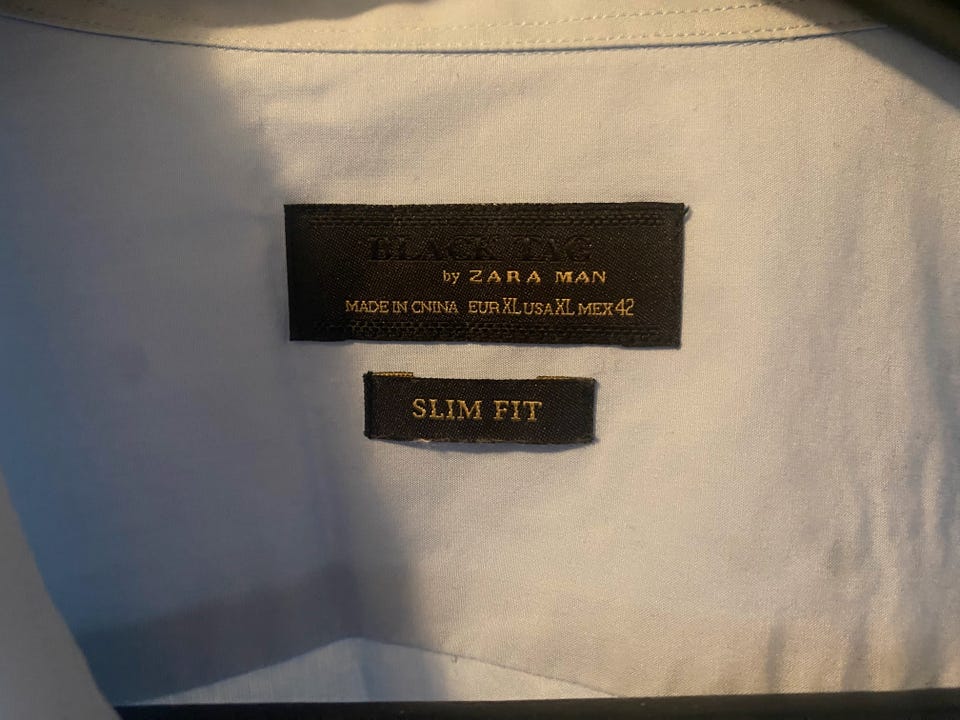 BLACK TAG
by ZARA MAN
MADE IN CNINA EUR XL USA XL MEX 42
SLIM FIT